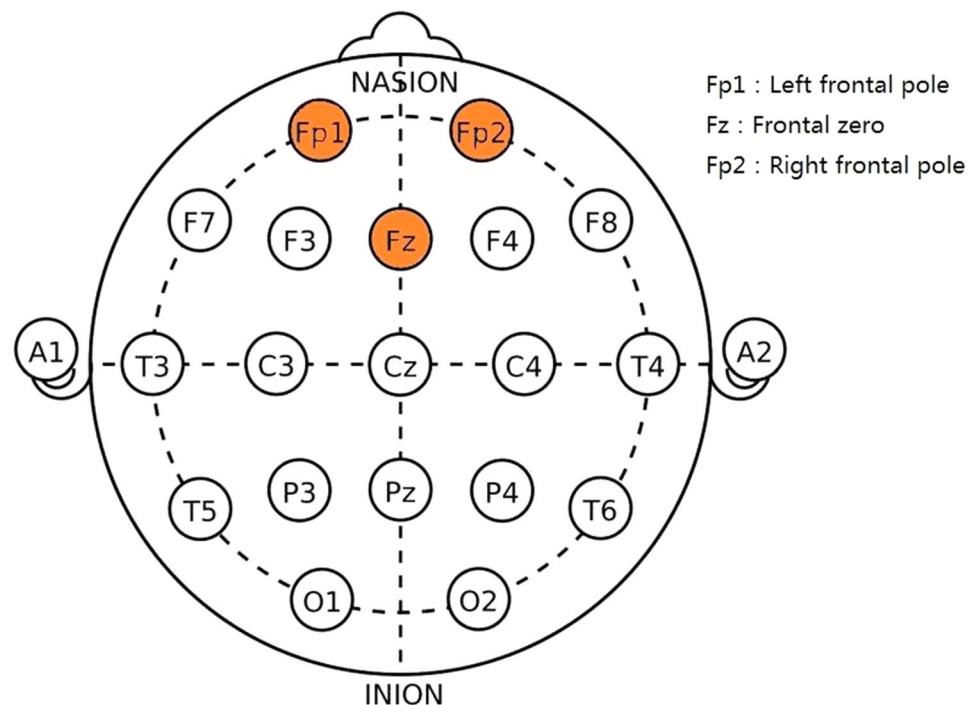 NASION
Fp1 : Left frontal pole
Fz : Frontal zero
Fp2 : Right frontal pole
Fp1 Fp2
F7 F3 Fz F4 F8
A1 T3 C3 Cz C4 T4 A2
T5 P3 Pz P4 T6
O1 O2
INION